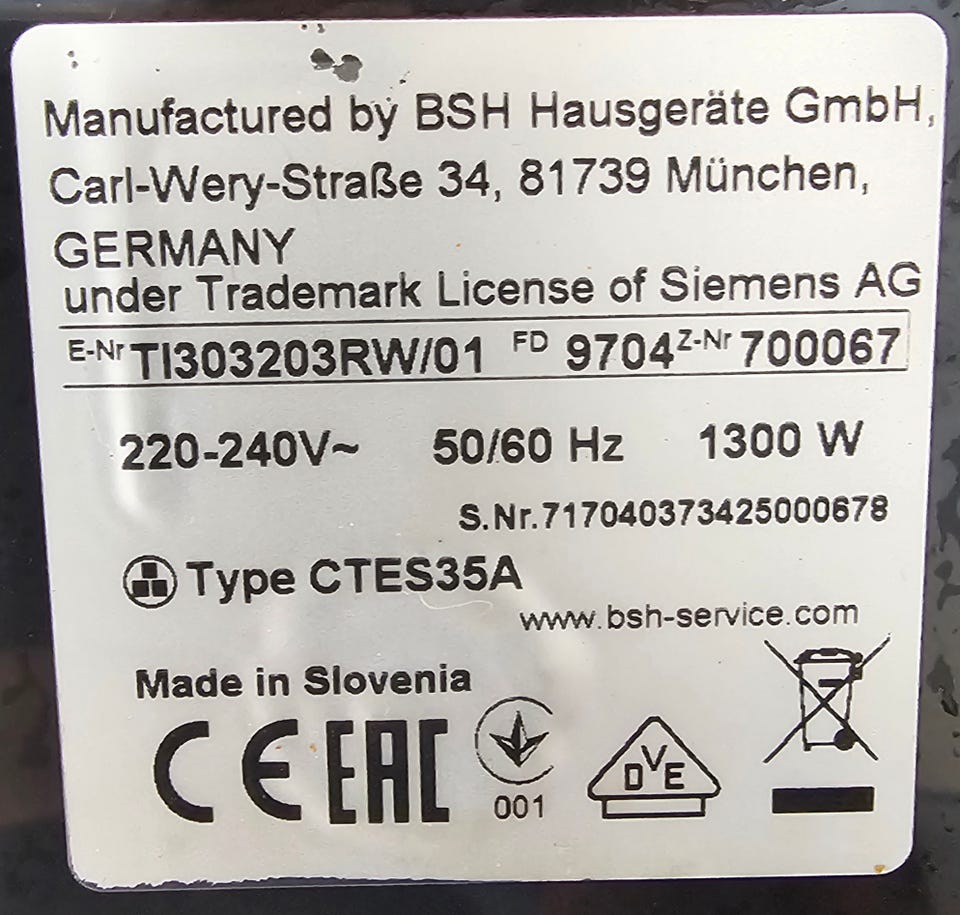 Manufactured by BSH Hausgeräte GmbH,
Carl-Wery-Straße 34, 81739 München,
GERMANY
under Trademark License of Siemens AG
E-Nr TI303203RW/01 FD 9704 Z-Nr 700067
220-240V~ 50/60 Hz 1300 W
S.Nr.717040373425000678
Type CTES35A
www.bsh-service.com
Made in Slovenia
CE EAC
001
DVE